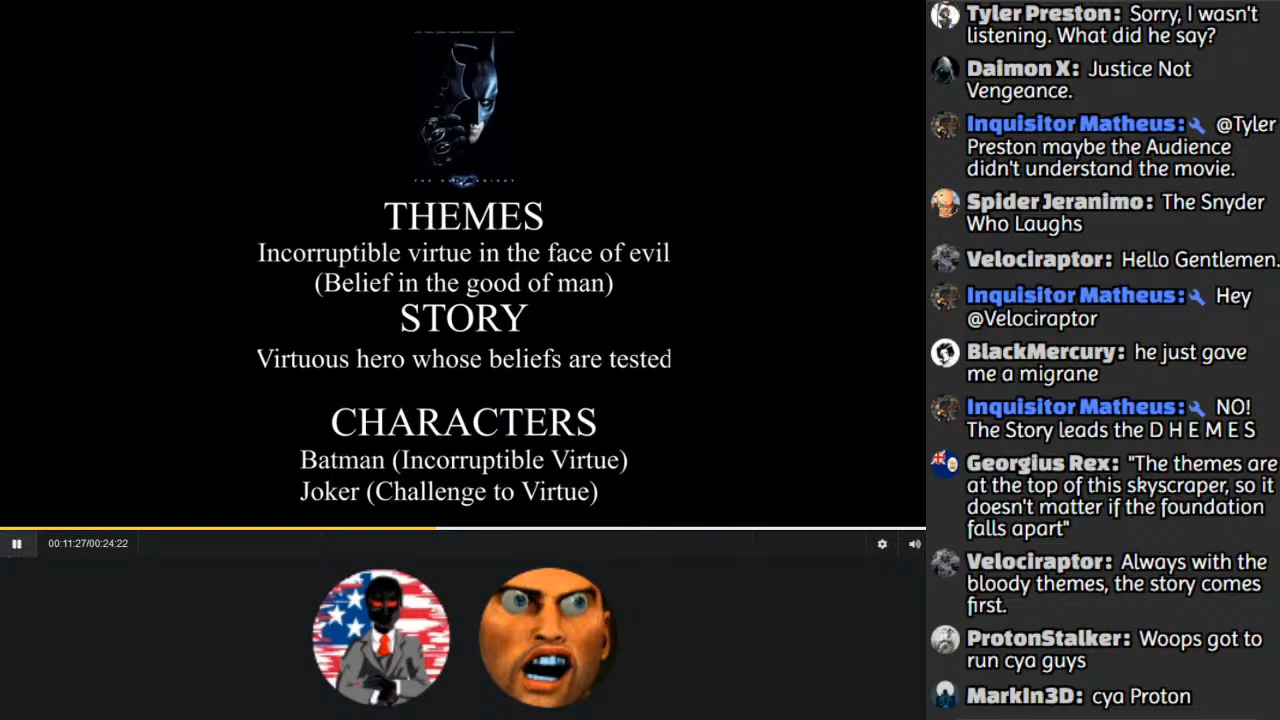 THEMES
Incorruptible virtue in the face of evil
(Belief in the good of man)
STORY
Virtuous hero whose beliefs are tested
CHARACTERS
Batman (Incorruptible Virtue)
Joker (Challenge to Virtue)
00:11:27/00:24:22
Tyler Preston: Sorry, I wasn't
listening. What did he say?
Daimon X: Justice Not
Vengeance.
Inquisitor Matheus: @Tyler
Preston maybe the Audience
didn't understand the movie.
Spider Jeranimo: The Snyder
Who Laughs
Velociraptor: Hello Gentlemen.
Inquisitor Matheus: Hey
@Velociraptor
BlackMercury: he just gave
me a migrane
Inquisitor Matheus: NO!
The Story leads the D H E M E S
Georgius Rex: "The themes are
at the top of this skyscraper, so it
doesn't matter if the foundation
falls apart"
Velociraptor: Always with the
bloody themes, the story comes
first.
ProtonStalker: Woops got to
run cya guys
MarkIn3D: cya Proton